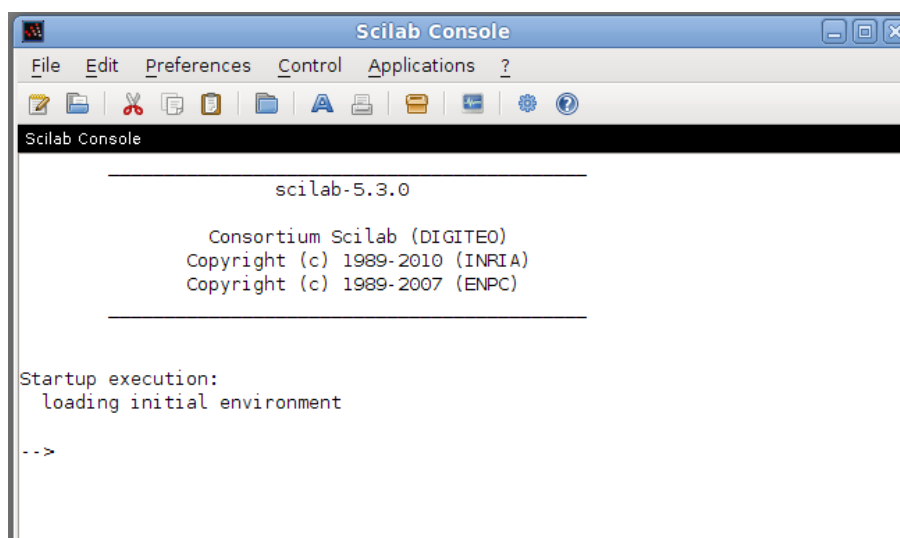 Scilab Console
File Edit Preferences Control Applications ?
Scilab Console
scilab-5.3.0
Consortium Scilab (DIGITEO)
Copyright (c) 1989-2010 (INRIA)
Copyright (c) 1989-2007 (ENPC)
Startup execution:
loading initial environment
-->